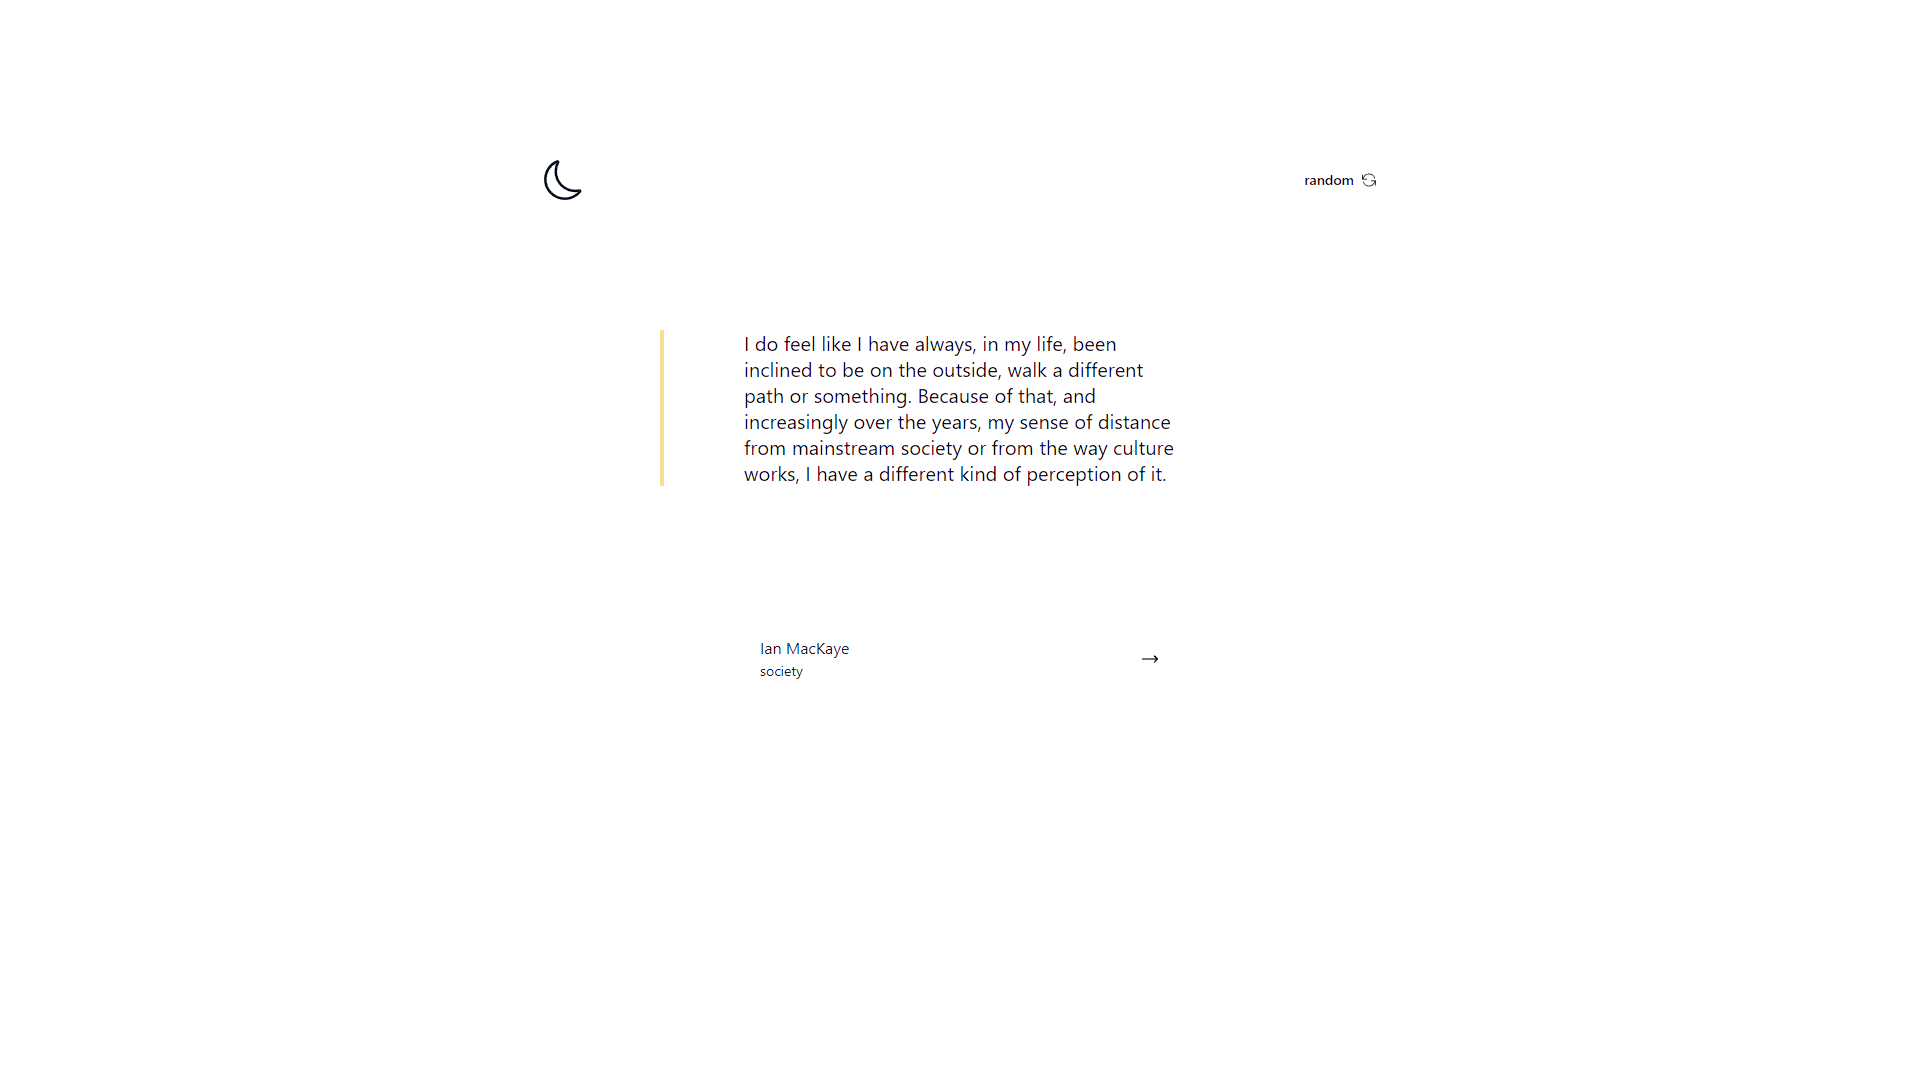 random
I do feel like I have always, in my life, been
inclined to be on the outside, walk a different
path or something. Because of that, and
increasingly over the years, my sense of distance
from mainstream society or from the way culture
works, I have a different kind of perception of it.
Ian MacKaye
society